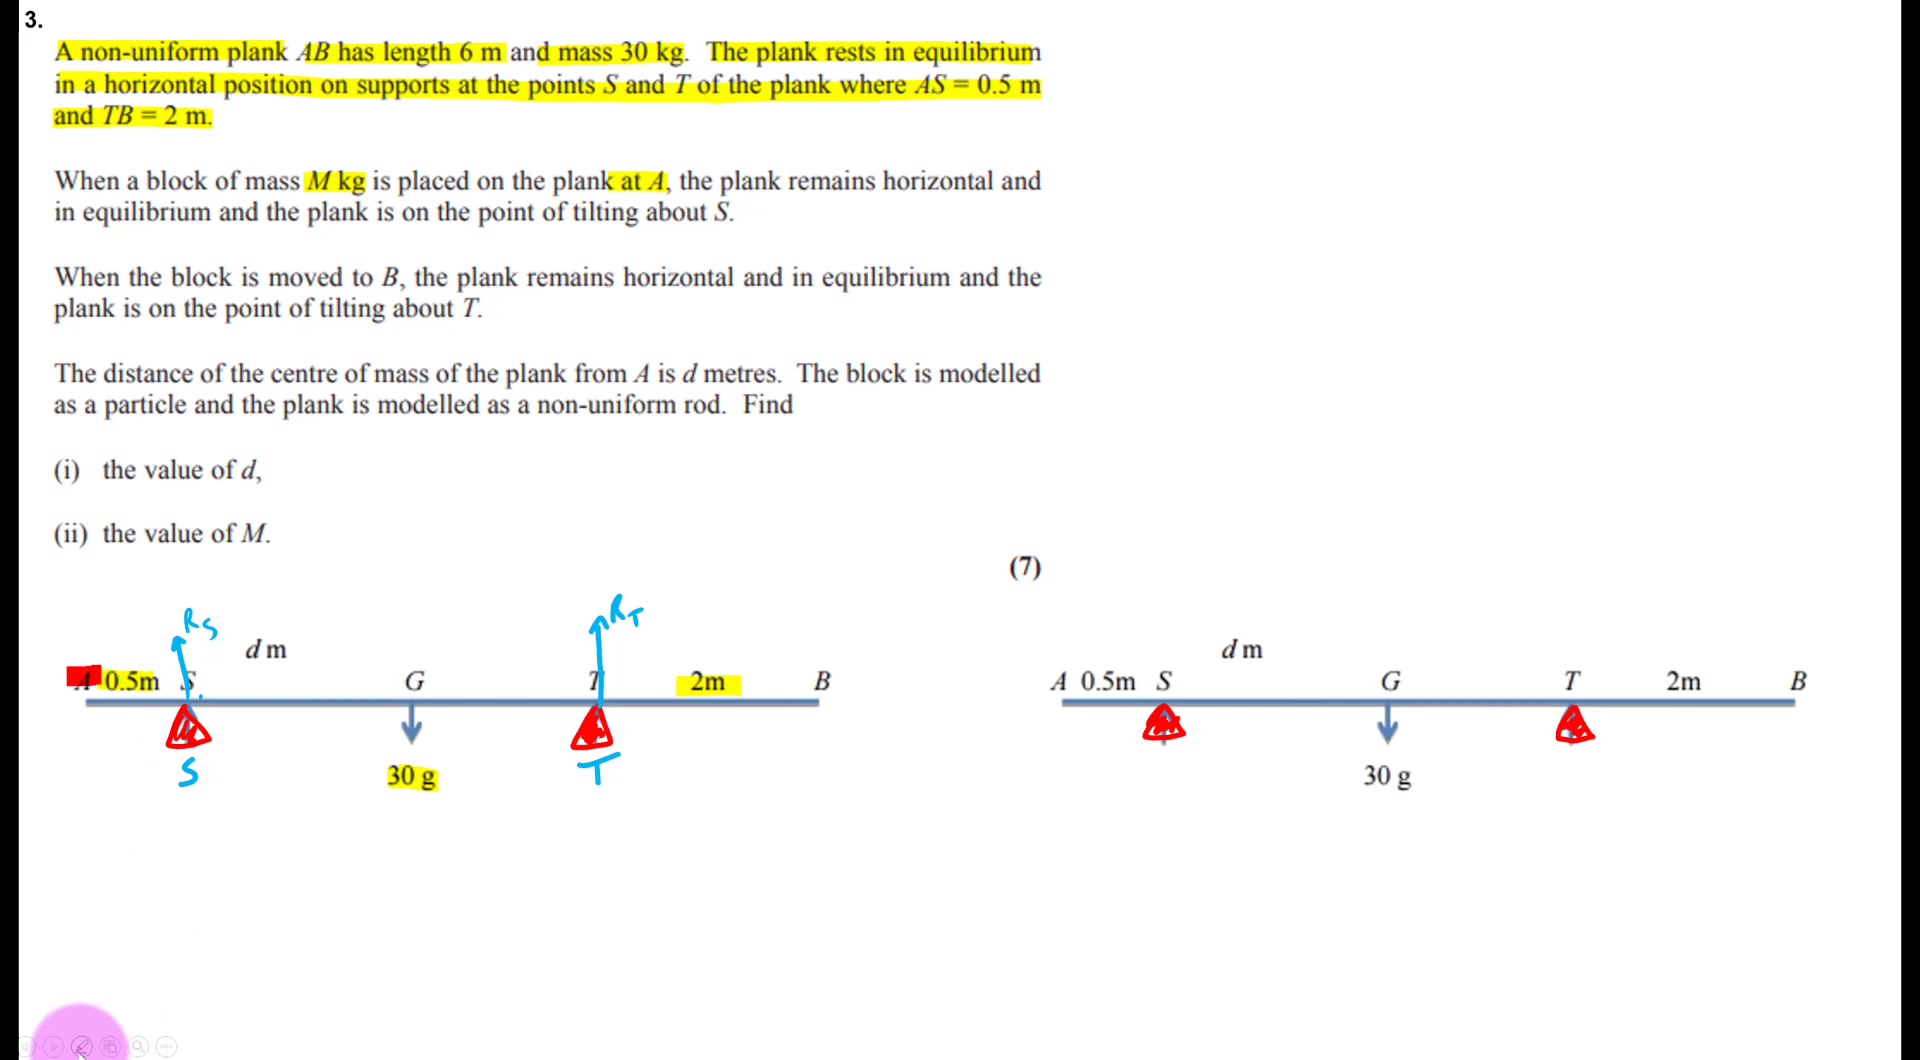 3.
A non-uniform plank AB has length 6 m and mass 30 kg. The plank rests in equilibrium
in a horizontal position on supports at the points S and T of the plank where AS = 0.5 m
and TB = 2 m.
When a block of mass M kg is placed on the plank at A, the plank remains horizontal and
in equilibrium and the plank is on the point of tilting about S.
When the block is moved to B, the plank remains horizontal and in equilibrium and the
plank is on the point of tilting about T.
The distance of the centre of mass of the plank from A is d metres. The block is modelled
as a particle and the plank is modelled as a non-uniform rod. Find
(i) the value of d,
(ii) the value of M.
(7)
RS
RT
d m
A 0.5m S G T 2m B
S
30 g
T
d m
A 0.5m S G T 2m B
30 g